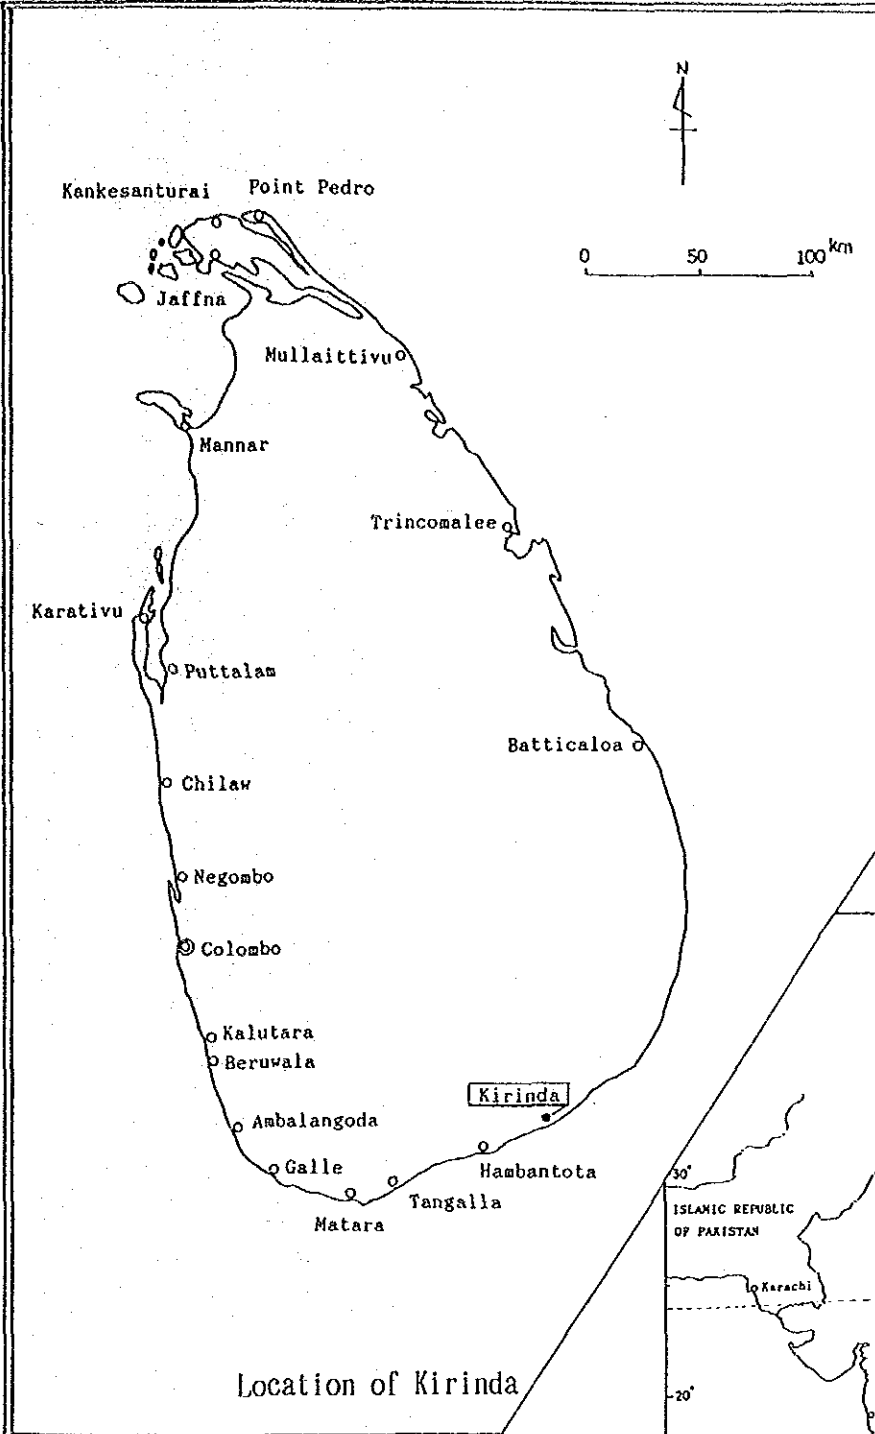 N
0 50 100 km
Kankesanturai Point Pedro
Jaffna
Mullaittivu
Mannar
Trincomalee
Karativu
Puttalam
Batticaloa
Chilaw
Negombo
Colombo
Kalutara
Beruwala
Kirinda
Ambalangoda
Galle
Hambantota
Tangalla
Matara
30°
ISLAMIC REPUBLIC
OF PAKISTAN
Karachi
20°
Location of Kirinda